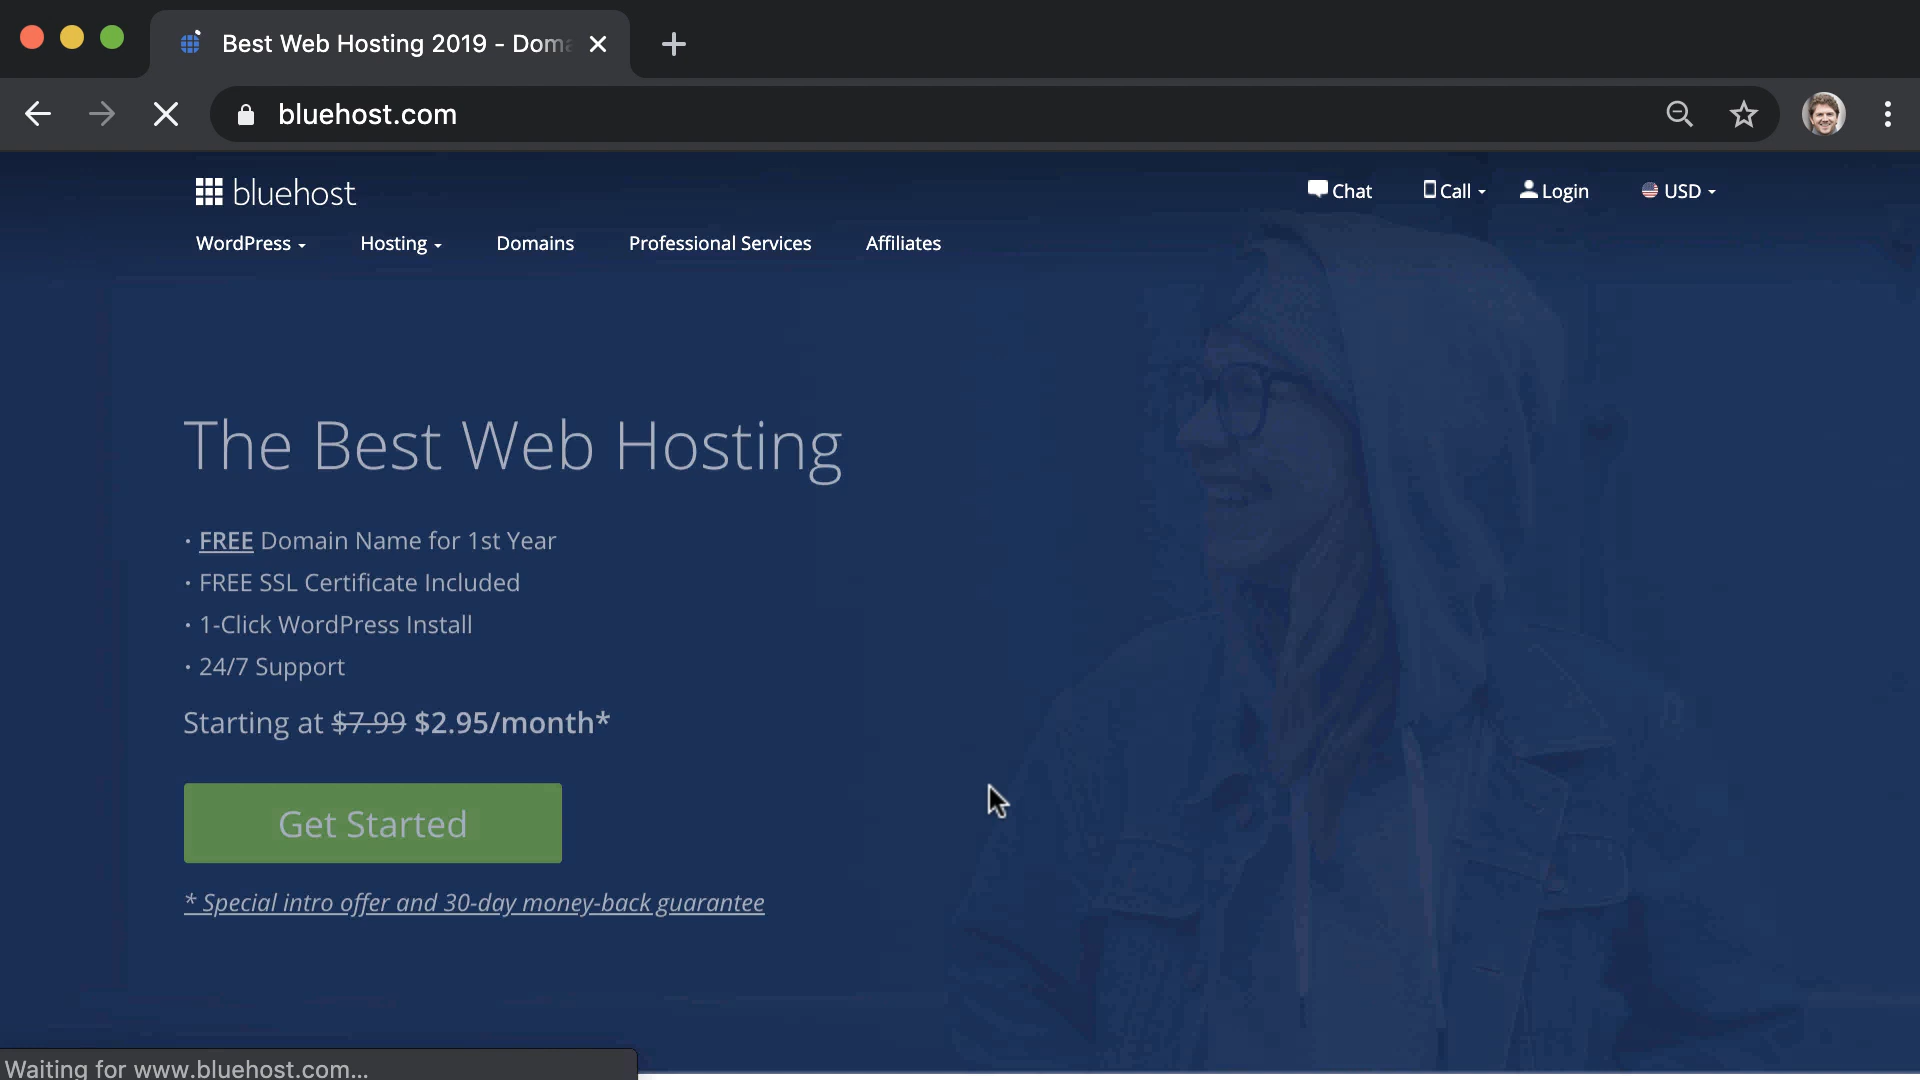 Best Web Hosting 2019 - Doma
bluehost.com
bluehost
Chat
Call
Login
USD
WordPress
Hosting
Domains
Professional Services
Affiliates
The Best Web Hosting
· FREE Domain Name for 1st Year
· FREE SSL Certificate Included
· 1-Click WordPress Install
· 24/7 Support
Starting at $7.99 $2.95/month*
Get Started
* Special intro offer and 30-day money-back guarantee
Waiting for www.bluehost.com...